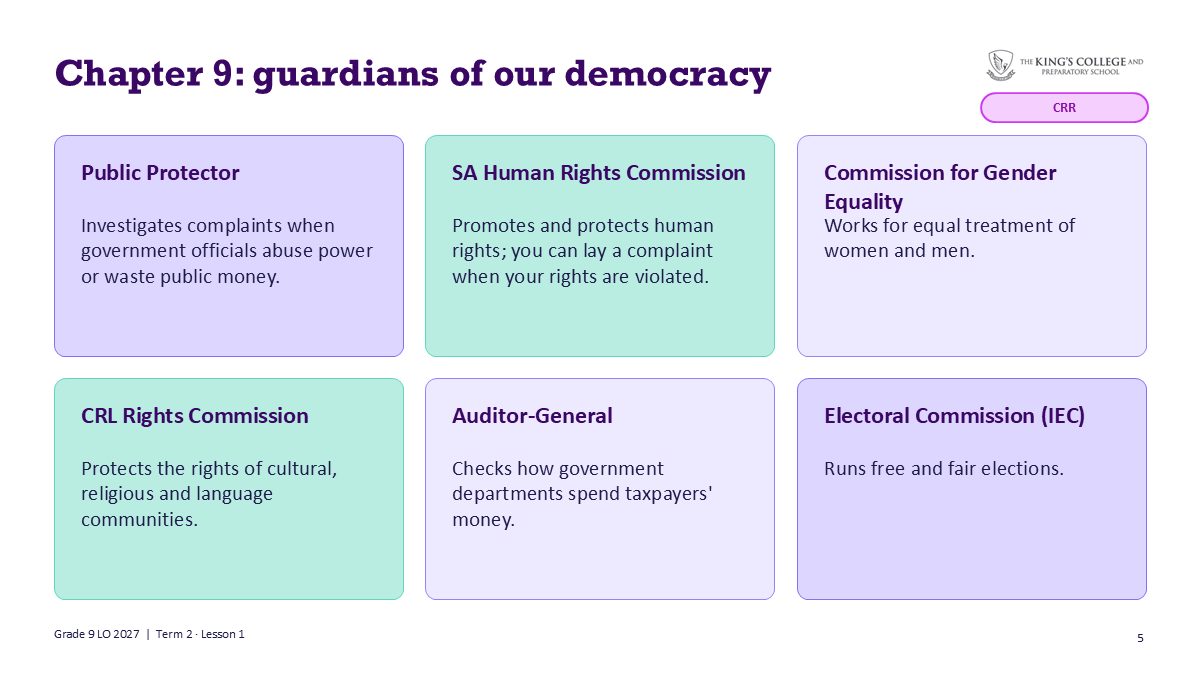 Chapter 9: guardians of our democracy
THE KING'S COLLEGE AND
PREPARATORY SCHOOL
CRR
Public Protector
Investigates complaints when
government officials abuse power
or waste public money.
SA Human Rights Commission
Promotes and protects human
rights; you can lay a complaint
when your rights are violated.
Commission for Gender
Equality
Works for equal treatment of
women and men.
CRL Rights Commission
Protects the rights of cultural,
religious and language
communities.
Auditor-General
Checks how government
departments spend taxpayers'
money.
Electoral Commission (IEC)
Runs free and fair elections.
Grade 9 LO 2027 | Term 2 · Lesson 1
5